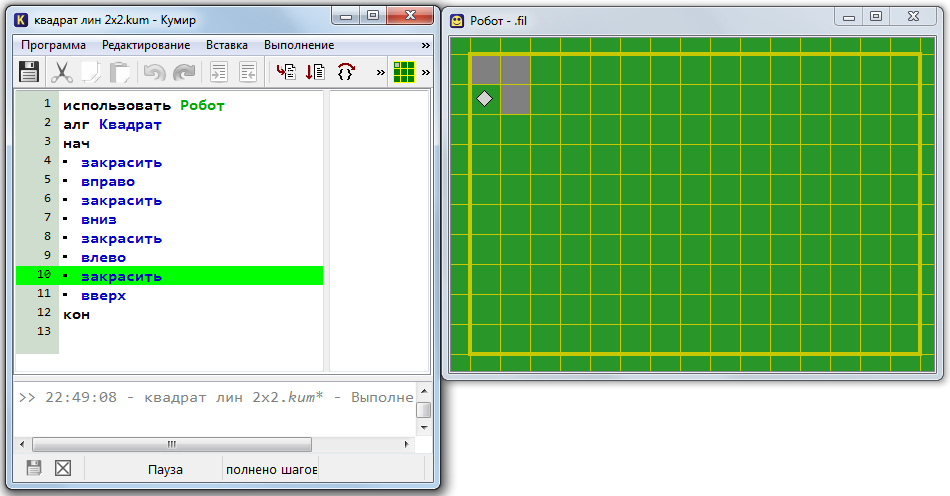 квадрат лин 2x2.kum - Кумир
Программа Редактирование Вставка Выполнение »
» »
1 использовать Робот
2 алг Квадрат
3 нач
4 закрасить
5 вправо
6 закрасить
7 вниз
8 закрасить
9 влево
10 закрасить
11 вверх
12 кон
13
>> 22:49:08 - квадрат лин 2x2.kum* - Выполне
Пауза полнено шагов
Робот - .fil